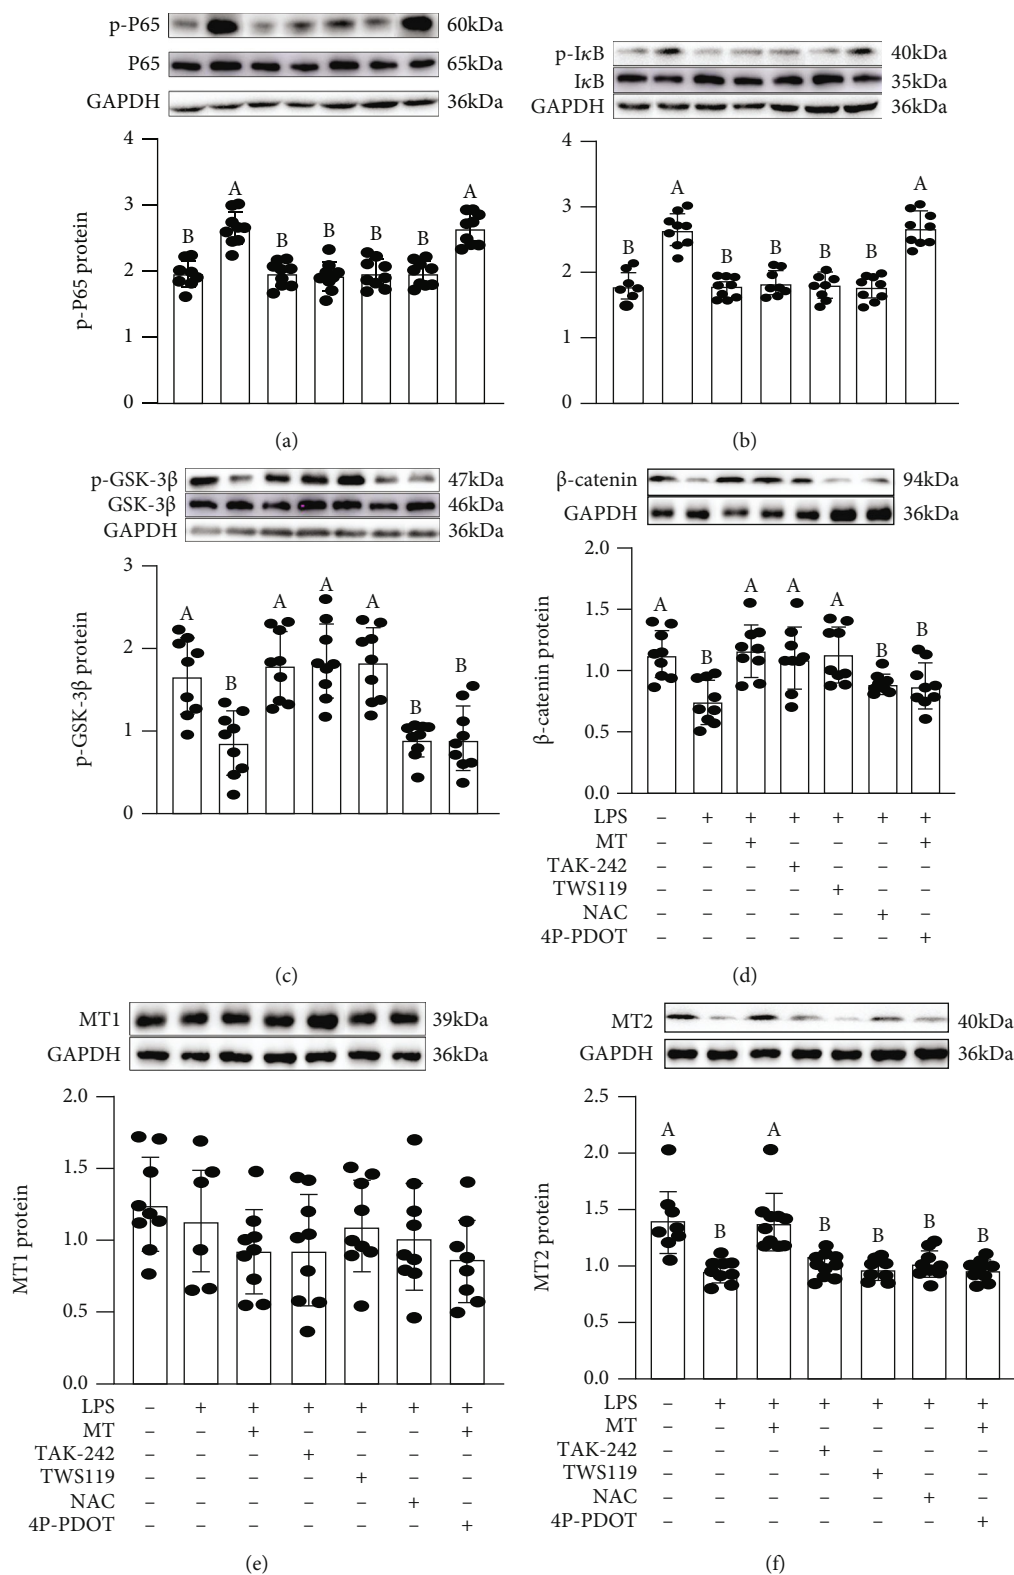 p-P65 60kDa
P65 65kDa
GAPDH 36kDa
4
3
2
1
0
p-P65 protein
B A B B B B A
(a)
p-IκB 40kDa
IκB 35kDa
GAPDH 36kDa
4
3
2
1
0
B A B B B B A
(b)
p-GSK-3β 47kDa
GSK-3β 46kDa
GAPDH 36kDa
3
2
1
0
p-GSK-3β protein
A B A A A B B
(c)
β-catenin 94kDa
GAPDH 36kDa
2.0
1.5
1.0
0.5
0.0
β-catenin protein
A B A A A B B
LPS – + + + + + +
MT – – + – – – +
TAK-242 – – – + – – –
TWS119 – – – – + – –
NAC – – – – – + –
4P-PDOT – – – – – – +
(d)
MT1 39kDa
GAPDH 36kDa
2.0
1.5
1.0
0.5
0.0
MT1 protein
LPS – + + + + + +
MT – – + – – – +
TAK-242 – – – + – – –
TWS119 – – – – + – –
NAC – – – – – + –
4P-PDOT – – – – – – +
(e)
MT2 40kDa
GAPDH 36kDa
2.5
2.0
1.5
1.0
0.5
0.0
MT2 protein
A B A B B B B
LPS – + + + + + +
MT – – + – – – +
TAK-242 – – – + – – –
TWS119 – – – – + – –
NAC – – – – – + –
4P-PDOT – – – – – – +
(f)